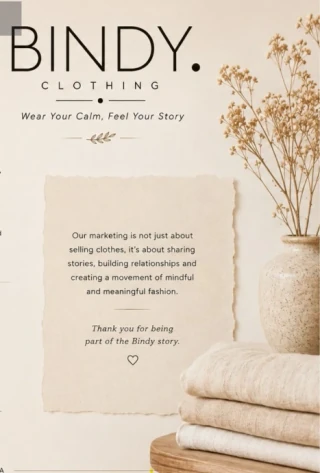 BINDY.
CLOTHING
Wear Your Calm, Feel Your Story
Our marketing is not just about
selling clothes, it's about sharing
stories, building relationships and
creating a movement of mindful
and meaningful fashion.
Thank you for being
part of the Bindy story.